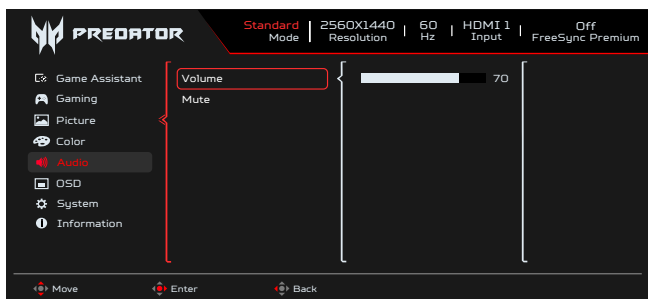 PREDATOR
Standard Mode
2560X1440 Resolution
60 Hz
HDMI 1 Input
Off FreeSync Premium
Game Assistant
Gaming
Picture
Color
Audio
OSD
System
Information
Volume
Mute
70
Move
Enter
Back